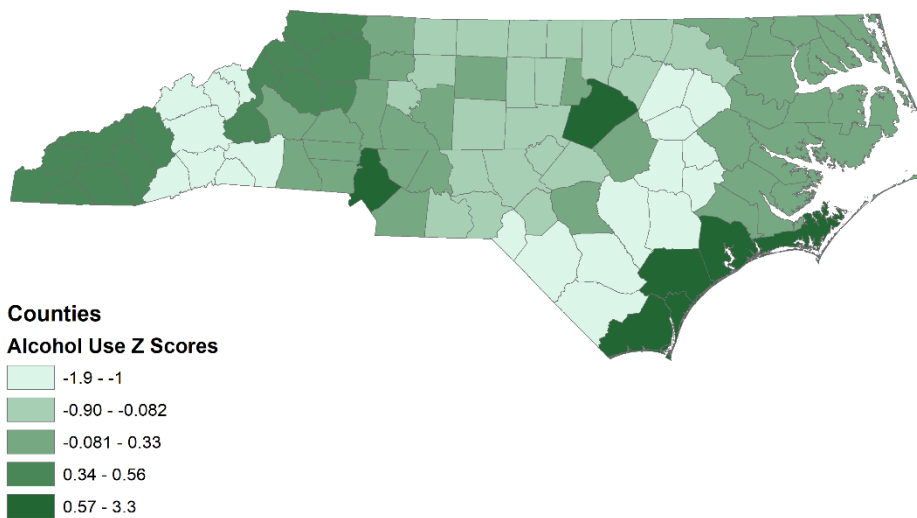 Counties
Alcohol Use Z Scores
-1.9 - -1
-0.90 - -0.082
-0.081 - 0.33
0.34 - 0.56
0.57 - 3.3